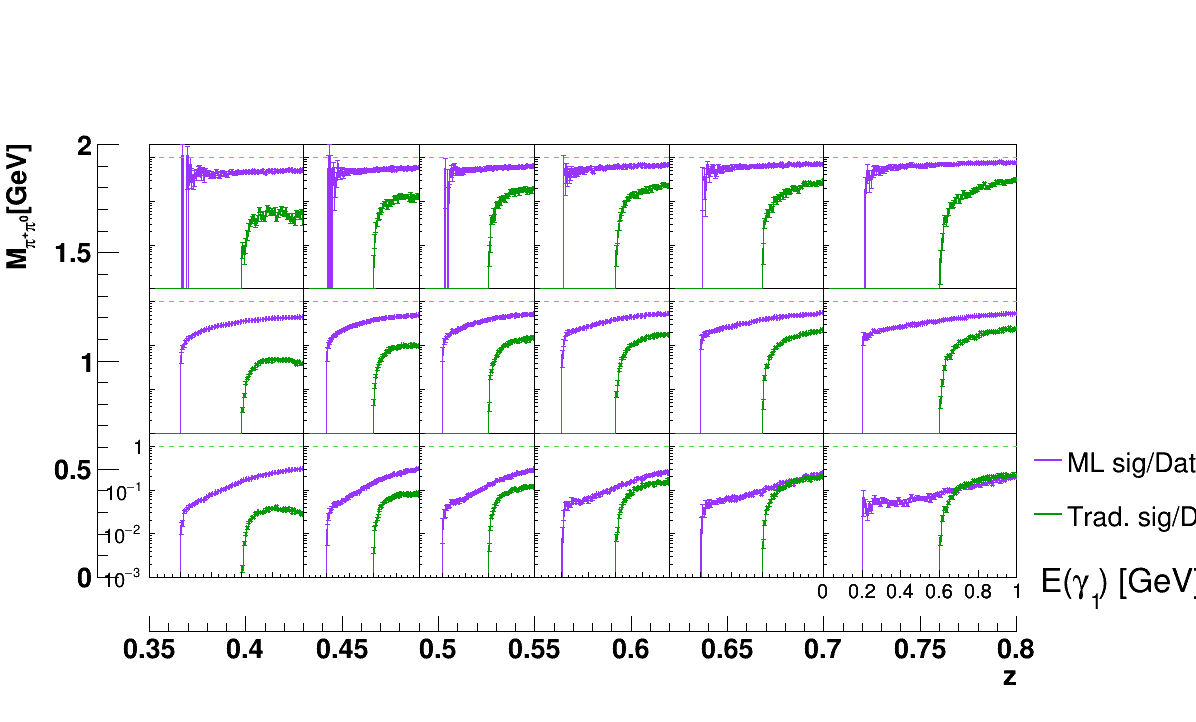 M_{π⁺π⁰}[GeV]
2
1.5
1
0.5
0
1
10⁻¹
10⁻²
10⁻³
ML sig/Dat
Trad. sig/D
0 0.2 0.4 0.6 0.8 1
E(γ₁) [GeV]
0.35 0.4 0.45 0.5 0.55 0.6 0.65 0.7 0.75 0.8
z